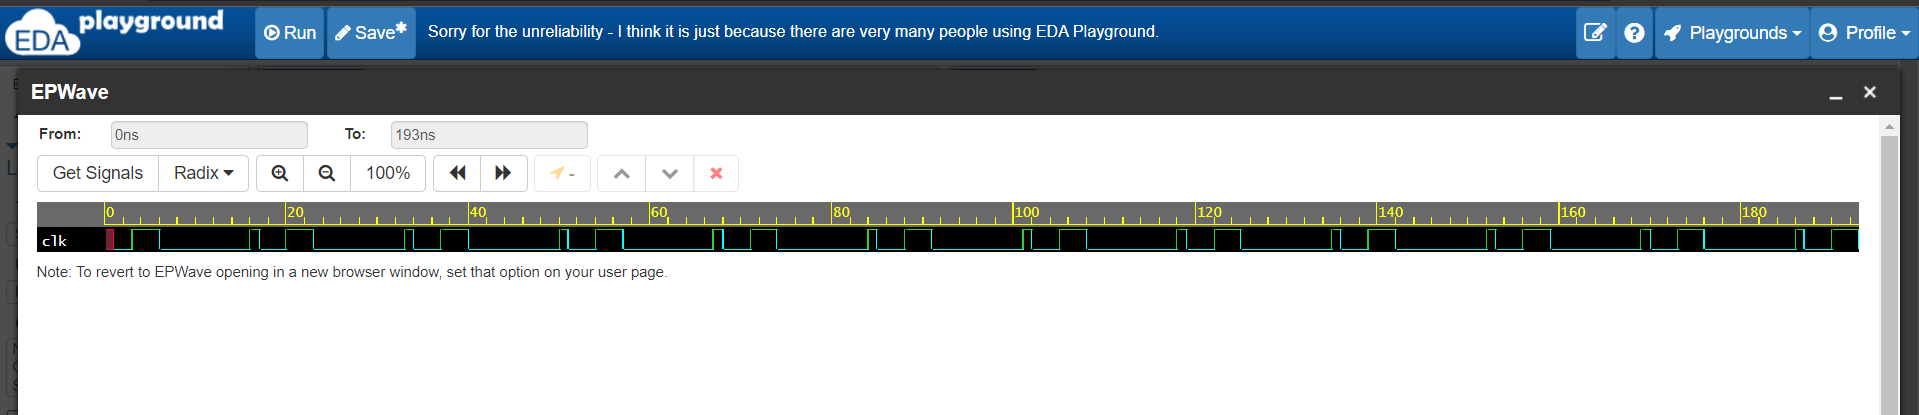 EDA playground
Run
Save*
Sorry for the unreliability - I think it is just because there are very many people using EDA Playground.
Playgrounds
Profile
EPWave
From: 0ns To: 193ns
Get Signals Radix 100% -
0 20 40 60 80 100 120 140 160 180
clk
Note: To revert to EPWave opening in a new browser window, set that option on your user page.